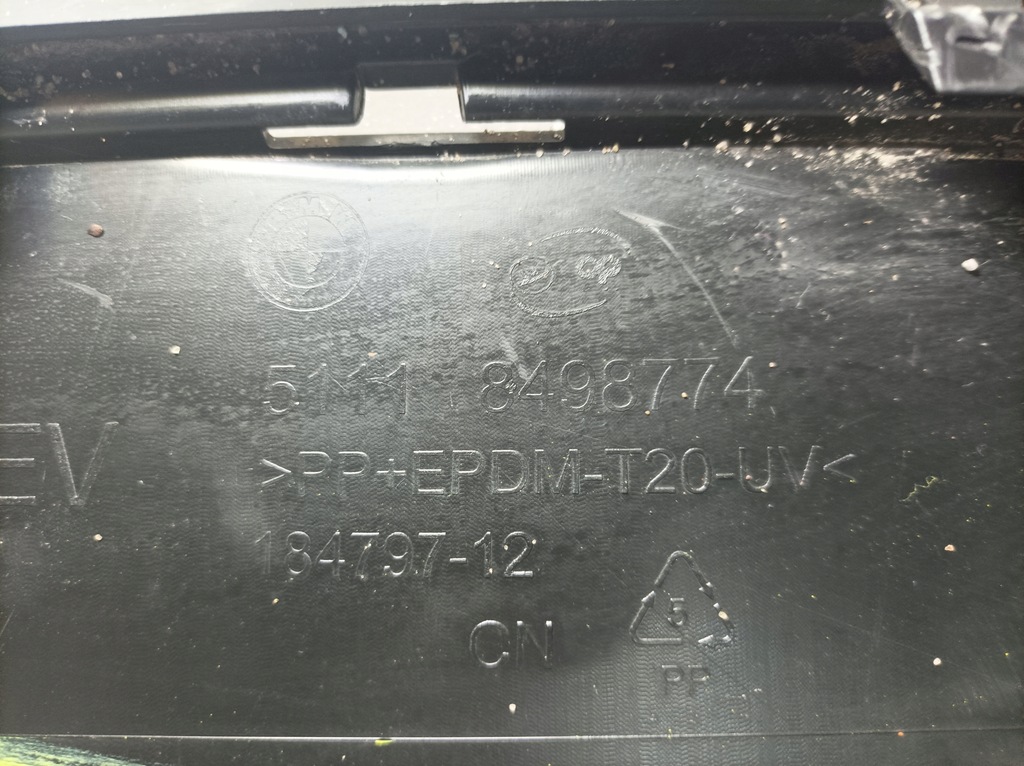 5111 8498774
EV
>PP+EPDM-T20-UV<
184797-12
CN
5
PP